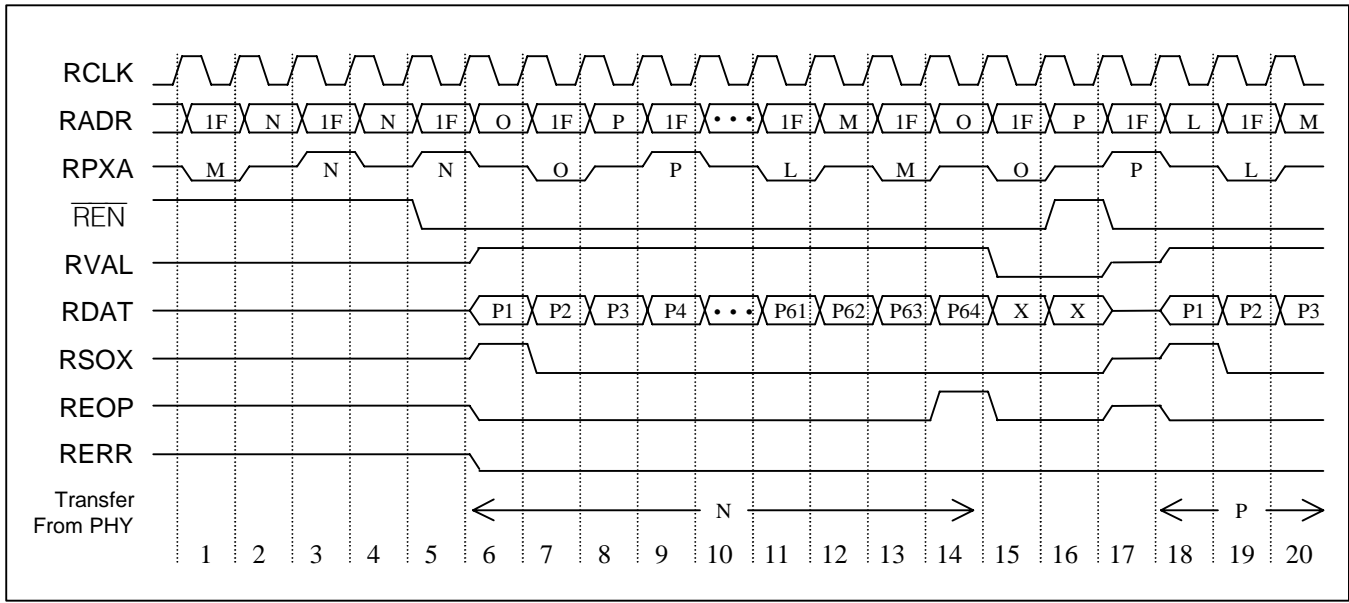 RCLK
RADR 1F N 1F N 1F O 1F P 1F ••• 1F M 1F O 1F P 1F L 1F M
RPXA M N N O P L M O P L
REN
RVAL
RDAT P1 P2 P3 P4 ••• P61 P62 P63 P64 X X P1 P2 P3
RSOX
REOP
RERR
Transfer
From PHY N P
1 2 3 4 5 6 7 8 9 10 11 12 13 14 15 16 17 18 19 20